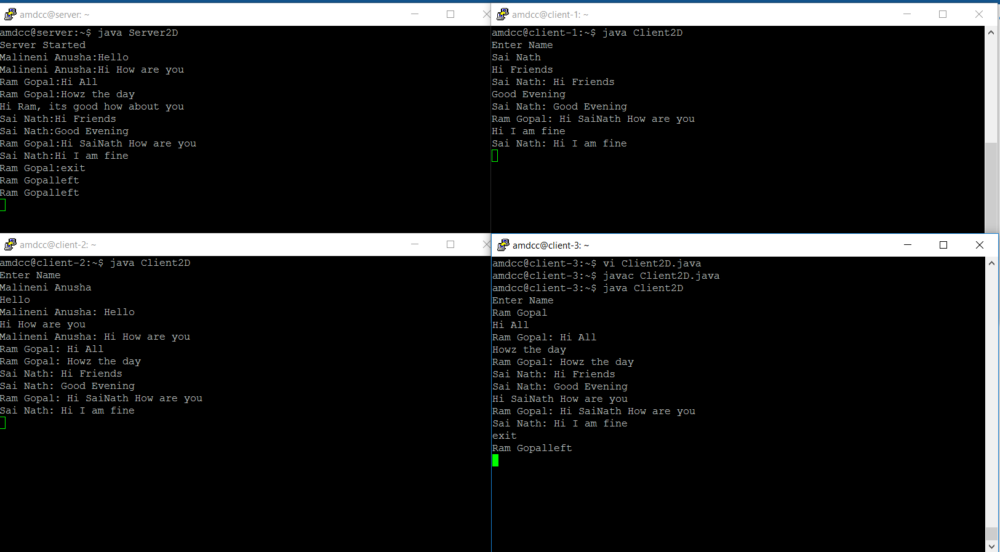 amdcc@server: ~
amdcc@server:~$ java Server2D
Server Started
Malineni Anusha:Hello
Malineni Anusha:Hi How are you
Ram Gopal:Hi All
Ram Gopal:Howz the day
Hi Ram, its good how about you
Sai Nath:Hi Friends
Sai Nath:Good Evening
Ram Gopal:Hi SaiNath How are you
Sai Nath:Hi I am fine
Ram Gopal:exit
Ram Gopalleft
Ram Gopalleft
amdcc@client-1: ~
amdcc@client-1:~$ java Client2D
Enter Name
Sai Nath
Hi Friends
Sai Nath: Hi Friends
Good Evening
Sai Nath: Good Evening
Ram Gopal: Hi SaiNath How are you
Hi I am fine
Sai Nath: Hi I am fine
amdcc@client-2: ~
amdcc@client-2:~$ java Client2D
Enter Name
Malineni Anusha
Hello
Malineni Anusha: Hello
Hi How are you
Malineni Anusha: Hi How are you
Ram Gopal: Hi All
Ram Gopal: Howz the day
Sai Nath: Hi Friends
Sai Nath: Good Evening
Ram Gopal: Hi SaiNath How are you
Sai Nath: Hi I am fine
amdcc@client-3: ~
amdcc@client-3:~$ vi Client2D.java
amdcc@client-3:~$ javac Client2D.java
amdcc@client-3:~$ java Client2D
Enter Name
Ram Gopal
Hi All
Ram Gopal: Hi All
Howz the day
Ram Gopal: Howz the day
Sai Nath: Hi Friends
Sai Nath: Good Evening
Hi SaiNath How are you
Ram Gopal: Hi SaiNath How are you
Sai Nath: Hi I am fine
exit
Ram Gopalleft